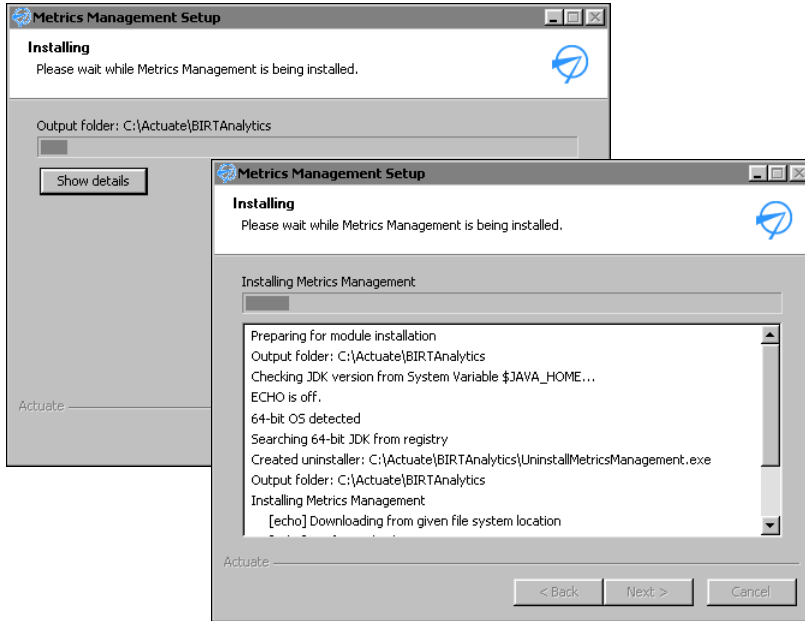 Metrics Management Setup
Installing
Please wait while Metrics Management is being installed.
Output folder: C:\Actuate\BIRTAnalytics
Show details
Actuate
Metrics Management Setup
Installing
Please wait while Metrics Management is being installed.
Installing Metrics Management
Preparing for module installation
Output folder: C:\Actuate\BIRTAnalytics
Checking JDK version from System Variable $JAVA_HOME...
ECHO is off.
64-bit OS detected
Searching 64-bit JDK from registry
Created uninstaller: C:\Actuate\BIRTAnalytics\UninstallMetricsManagement.exe
Output folder: C:\Actuate\BIRTAnalytics
Installing Metrics Management
[echo] Downloading from given file system location
Actuate
< Back Next > Cancel